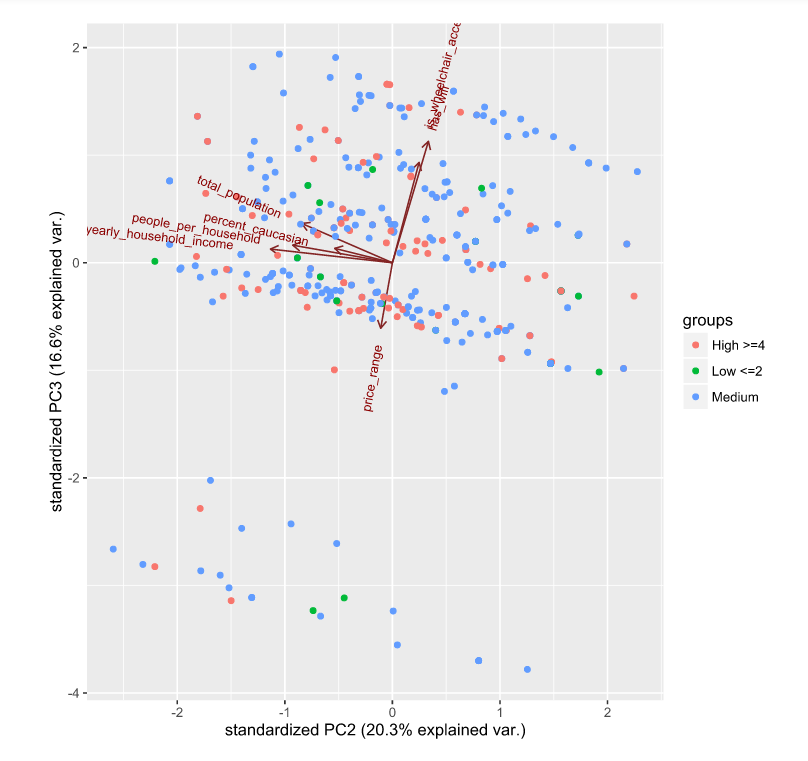 is_wheelchair_acce
has_wifi
total_population
people_per_household
percent_caucasian
yearly_household_income
price_range
2
0
-2
-4
-2
-1
0
1
2
standardized PC3 (16.6% explained var.)
standardized PC2 (20.3% explained var.)
groups
High >=4
Low <=2
Medium